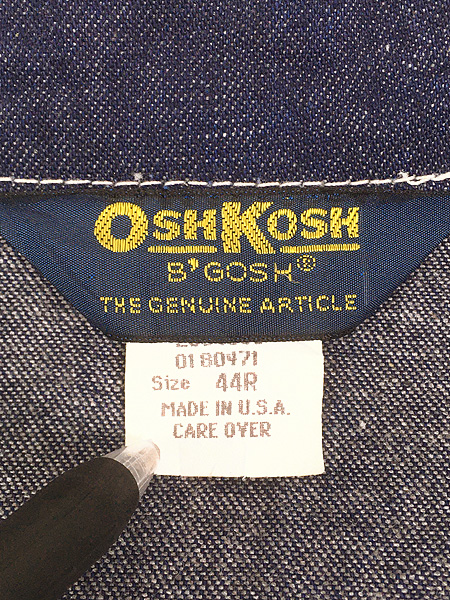 OSHKOSH
B'GOSH®
THE GENUINE ARTICLE
0180471
Size 44R
MADE IN U.S.A.
CARE OVER